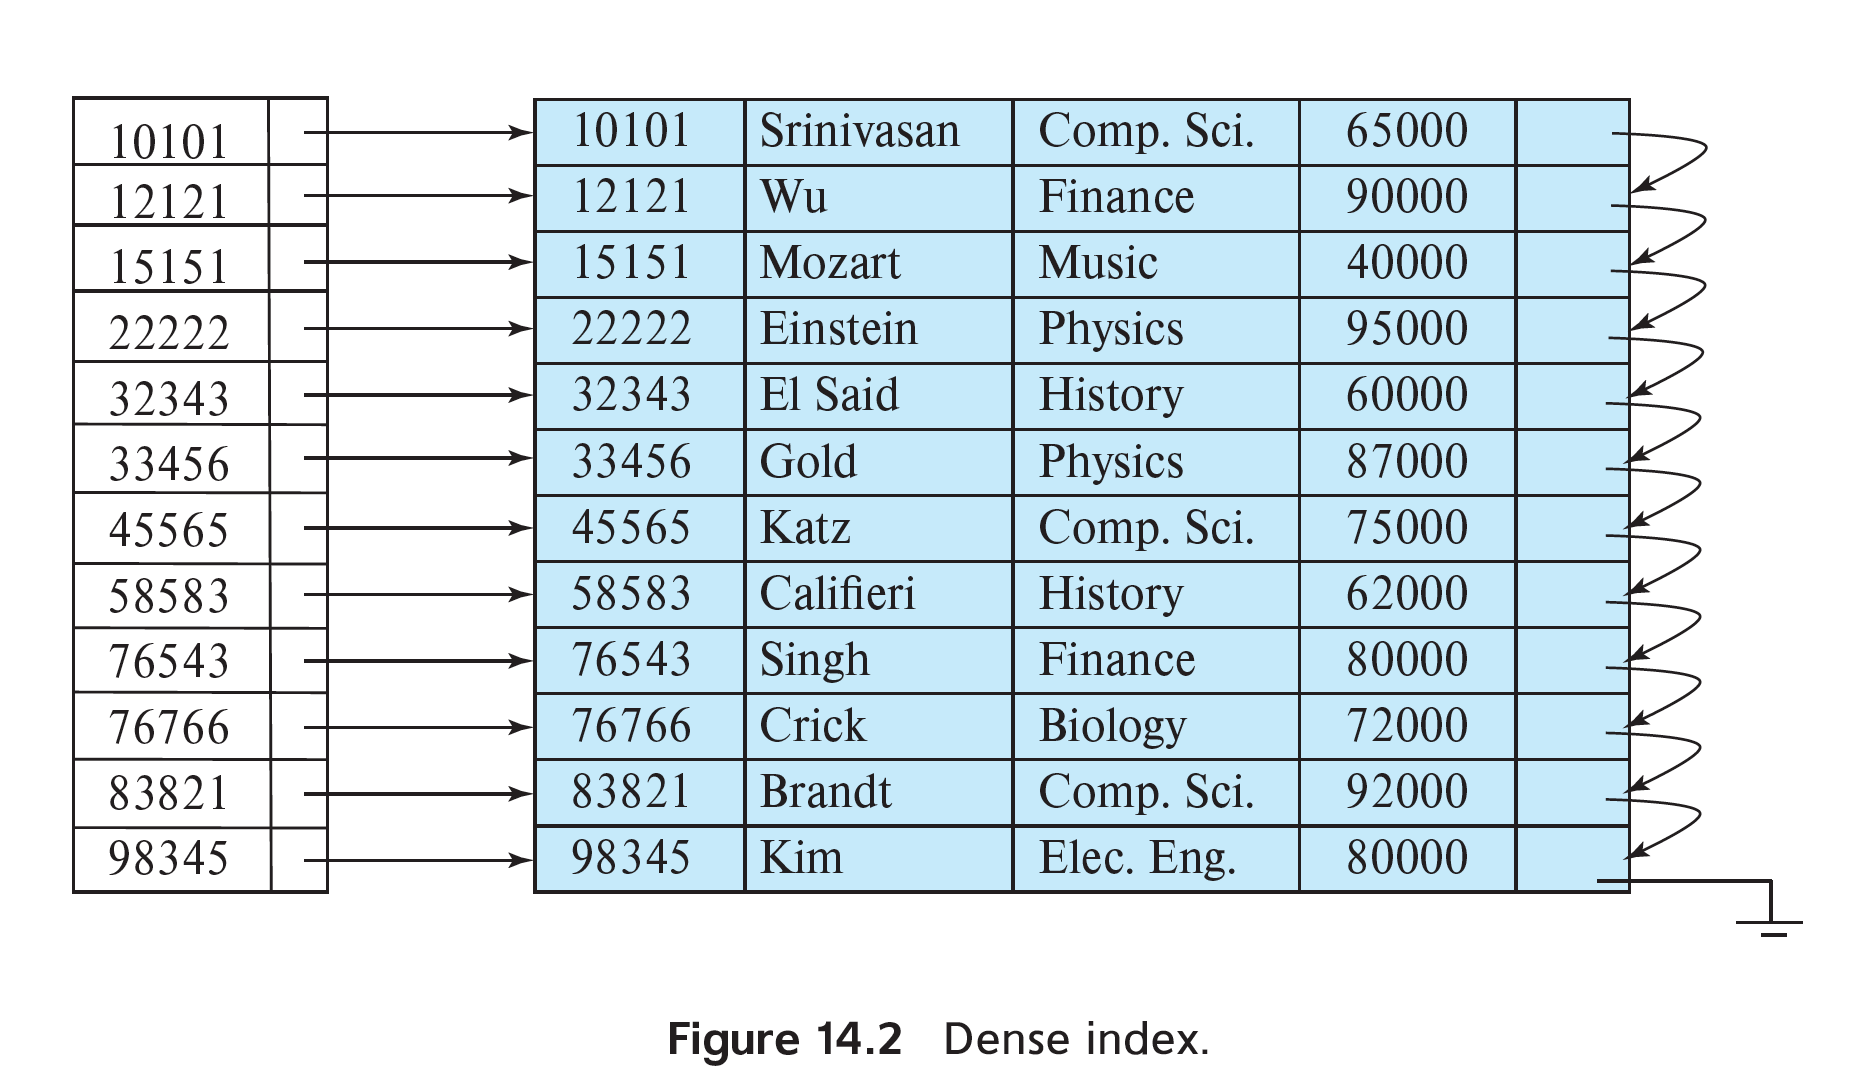 10101 10101 Srinivasan Comp. Sci. 65000
12121 12121 Wu Finance 90000
15151 15151 Mozart Music 40000
22222 22222 Einstein Physics 95000
32343 32343 El Said History 60000
33456 33456 Gold Physics 87000
45565 45565 Katz Comp. Sci. 75000
58583 58583 Califieri History 62000
76543 76543 Singh Finance 80000
76766 76766 Crick Biology 72000
83821 83821 Brandt Comp. Sci. 92000
98345 98345 Kim Elec. Eng. 80000
Figure 14.2 Dense index.